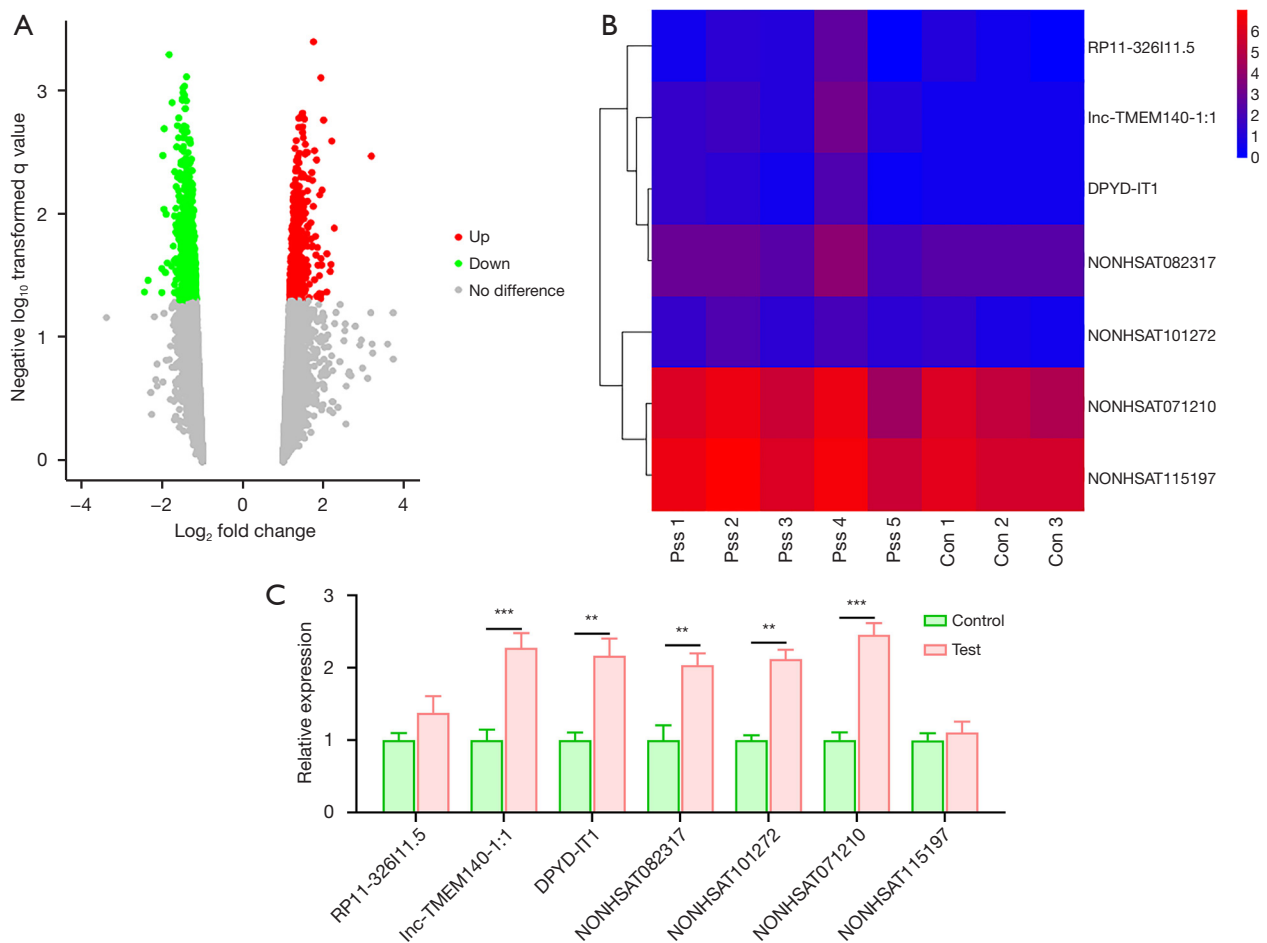 A
Negative log₁₀ transformed q value
3
2
1
0
−4
−2
0
2
4
Log₂ fold change
Up
Down
No difference
B
RP11-326I11.5
lnc-TMEM140-1:1
DPYD-IT1
NONHSAT082317
NONHSAT101272
NONHSAT071210
NONHSAT115197
Pss 1
Pss 2
Pss 3
Pss 4
Pss 5
Con 1
Con 2
Con 3
6
5
4
3
2
1
0
C
Relative expression
3
2
1
0
***
**
**
**
***
Control
Test
RP11-326I11.5
lnc-TMEM140-1:1
DPYD-IT1
NONHSAT082317
NONHSAT101272
NONHSAT071210
NONHSAT115197